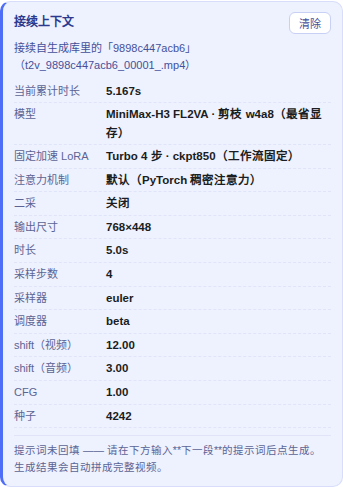 接续上下文 清除
接续自生成库里的「9898c447acb6」
（t2v_9898c447acb6_00001_.mp4）
当前累计时长 5.167s
模型 MiniMax-H3 FL2VA · 剪枝 w4a8（最省显
存）
固定加速 LoRA Turbo 4 步 · ckpt850（工作流固定）
注意力机制 默认（PyTorch 稠密注意力）
二采 关闭
输出尺寸 768×448
时长 5.0s
采样步数 4
采样器 euler
调度器 beta
shift（视频） 12.00
shift（音频） 3.00
CFG 1.00
种子 4242
提示词未回填 —— 请在下方输入**下一段**的提示词后点生成。
生成结果会自动拼成完整视频。